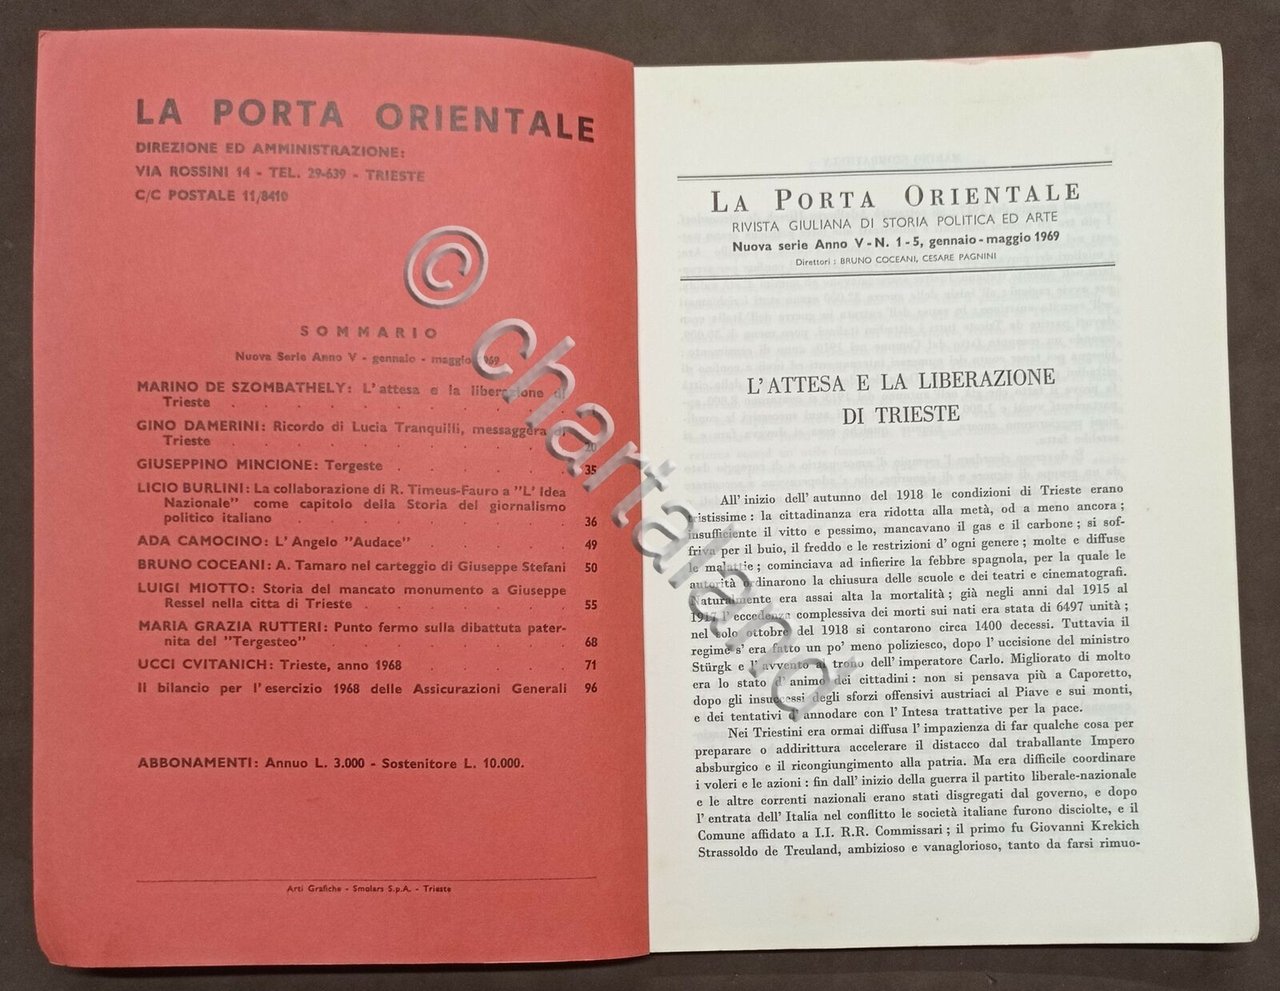 LA PORTA ORIENTALE
DIREZIONE ED AMMINISTRAZIONE:
VIA ROSSINI 14 - TEL. 29-639 - TRIESTE
C/C POSTALE 11/8410
SOMMARIO
Nuova Serie Anno V - gennaio - maggio 1969
MARINO DE SZOMBATHELY: L'attesa e la liberazione di
Trieste
GINO DAMERINI: Ricordo di Lucia Tranquilli, messaggera di
Trieste 20
GIUSEPPINO MINCIONE: Tergeste 35
LICIO BURLINI: La collaborazione di R. Timeus-Fauro a "L' Idea
Nazionale" come capitolo della Storia del giornalismo
politico italiano 36
ADA CAMOCINO: L'Angelo "Audace" 49
BRUNO COCEANI: A. Tamaro nel carteggio di Giuseppe Stefani 50
LUIGI MIOTTO: Storia del mancato monumento a Giuseppe
Ressel nella citta di Trieste 55
MARIA GRAZIA RUTTERI: Punto fermo sulla dibattuta pater-
nita del "Tergesteo" 68
UCCI CVITANICH: Trieste, anno 1968 71
Il bilancio per l'esercizio 1968 delle Assicurazioni Generali 96
ABBONAMENTI: Annuo L. 3.000 - Sostenitore L. 10.000.
Arti Grafiche - Smolars S.p.A. - Trieste
LA PORTA ORIENTALE
RIVISTA GIULIANA DI STORIA POLITICA ED ARTE
Nuova serie Anno V - N. 1 - 5, gennaio - maggio 1969
Direttori : BRUNO COCEANI, CESARE PAGNINI
L'ATTESA E LA LIBERAZIONE
DI TRIESTE
All' inizio dell' autunno del 1918 le condizioni di Trieste erano
tristissime : la cittadinanza era ridotta alla metà, od a meno ancora ;
insufficiente il vitto e pessimo, mancavano il gas e il carbone ; si sof-
friva per il buio, il freddo e le restrizioni d' ogni genere ; molte e diffuse
le malattie ; cominciava ad infierire la febbre spagnola, per la quale le
autorità ordinarono la chiusura delle scuole e dei teatri e cinematografi.
Naturalmente era assai alta la mortalità ; già negli anni dal 1915 al
1917 l' eccedenza complessiva dei morti sui nati era stata di 6497 unità ;
nel solo ottobre del 1918 si contarono circa 1400 decessi. Tuttavia il
regime s' era fatto un po' meno poliziesco, dopo l' uccisione del ministro
Stürgk e l' avvento al trono dell' imperatore Carlo. Migliorato di molto
era lo stato d' animo dei cittadini : non si pensava più a Caporetto,
dopo gli insuccessi degli sforzi offensivi austriaci al Piave e sui monti,
e dei tentativi d' annodare con l' Intesa trattative per la pace.
Nei Triestini era ormai diffusa l' impazienza di far qualche cosa per
preparare o addirittura accelerare il distacco dal traballante Impero
absburgico e il ricongiungimento alla patria. Ma era difficile coordinare
i voleri e le azioni : fin dall' inizio della guerra il partito liberale-nazionale
e le altre correnti nazionali erano stati disgregati dal governo, e dopo
l' entrata dell' Italia nel conflitto le società italiane furono disciolte, e il
Comune affidato a I.I. R.R. Commissari ; il primo fu Giovanni Krekich
Strassoldo de Treuland, ambizioso e vanaglorioso, tanto da farsi rimuo-
© chartaland